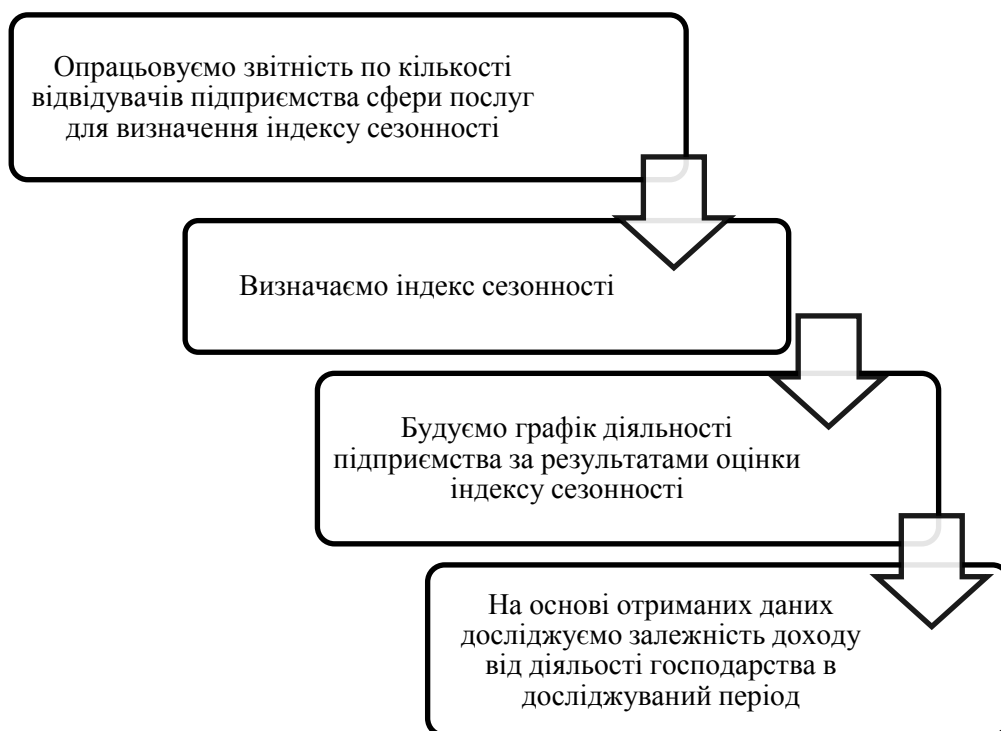 Опрацьовуємо звітність по кількості
відвідувачів підприємства сфери послуг
для визначення індексу сезонності
Визначаємо індекс сезонності
Будуємо графік діяльності
підприємства за результатами оцінки
індексу сезонності
На основі отриманих даних
досліджуємо залежність доходу
від діяьості господарства в
досліджуваний період